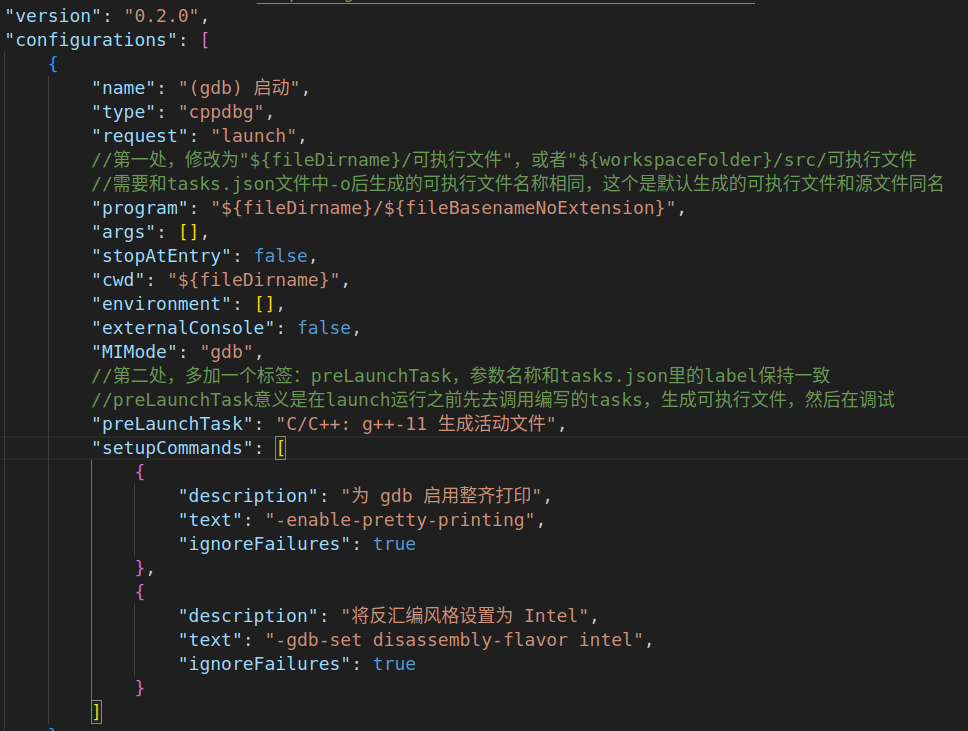 "version": "0.2.0",
"configurations": [
{
"name": "(gdb) 启动",
"type": "cppdbg",
"request": "launch",
//第一处，修改为"${fileDirname}/可执行文件"，或者"${workspaceFolder}/src/可执行文件
//需要和tasks.json文件中-o后生成的可执行文件名称相同，这个是默认生成的可执行文件和源文件同名
"program": "${fileDirname}/${fileBasenameNoExtension}",
"args": [],
"stopAtEntry": false,
"cwd": "${fileDirname}",
"environment": [],
"externalConsole": false,
"MIMode": "gdb",
//第二处，多加一个标签：preLaunchTask，参数名称和tasks.json里的label保持一致
//preLaunchTask意义是在launch运行之前先去调用编写的tasks，生成可执行文件，然后在调试
"preLaunchTask": "C/C++: g++-11 生成活动文件",
"setupCommands": [
{
"description": "为 gdb 启用整齐打印",
"text": "-enable-pretty-printing",
"ignoreFailures": true
},
{
"description": "将反汇编风格设置为 Intel",
"text": "-gdb-set disassembly-flavor intel",
"ignoreFailures": true
}
]